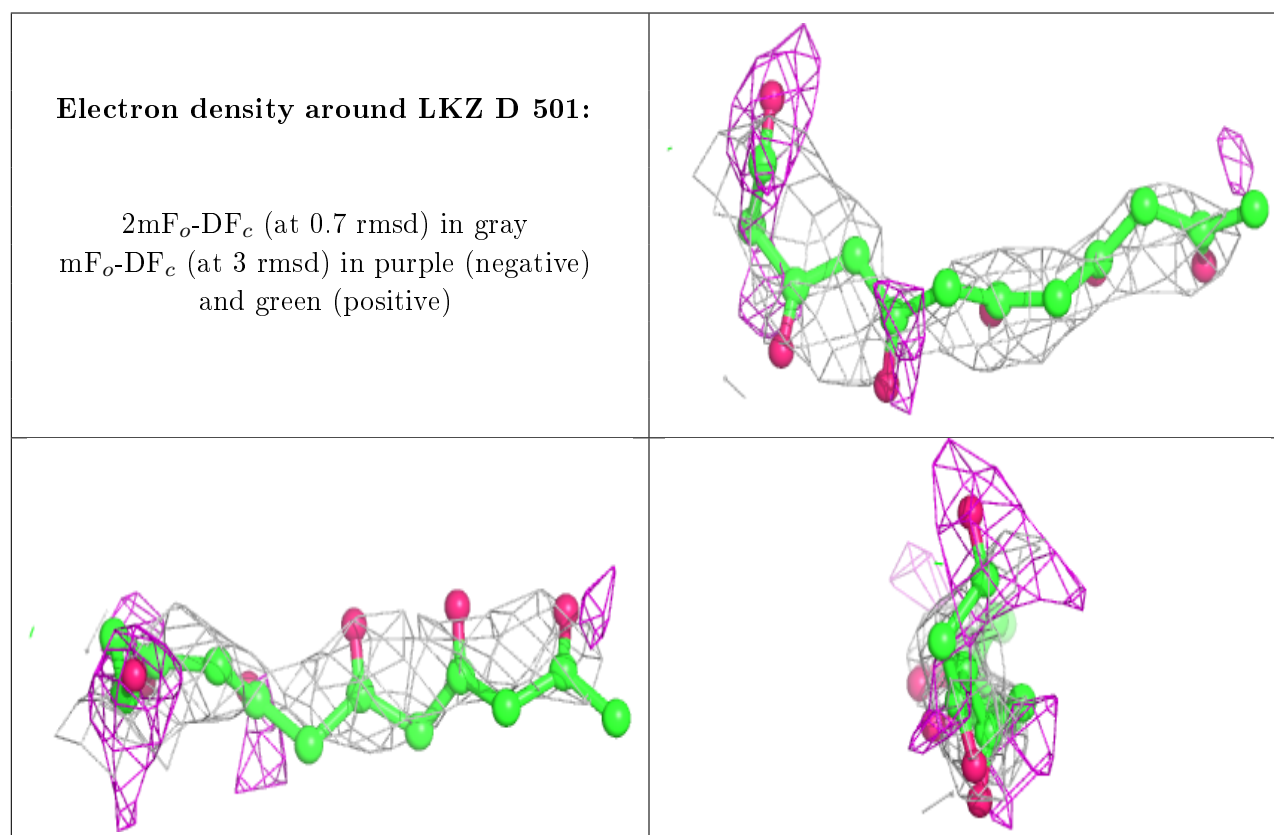 Electron density around LKZ D 501:
2mFₒ-DF𝒸 (at 0.7 rmsd) in gray
mFₒ-DF𝒸 (at 3 rmsd) in purple (negative)
and green (positive)